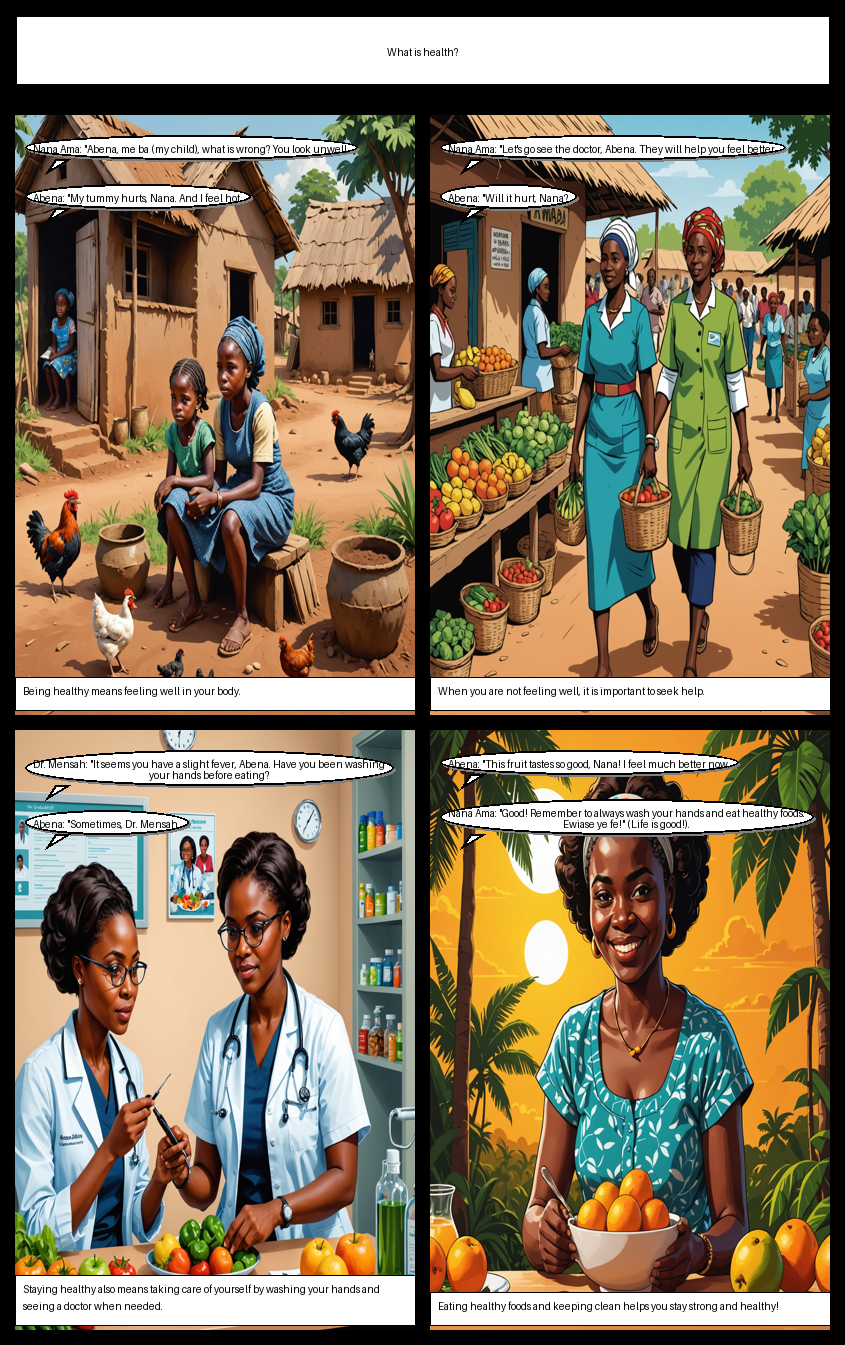 What is health?
Nana Ama: "Abena, me ba (my child), what is wrong? You look unwell.
Abena: "My tummy hurts, Nana. And I feel hot.
Being healthy means feeling well in your body.
Nana Ama: "Let's go see the doctor, Abena. They will help you feel better.
Abena: "Will it hurt, Nana?
When you are not feeling well, it is important to seek help.
Dr. Mensah: "It seems you have a slight fever, Abena. Have you been washing
your hands before eating?
Abena: "Sometimes, Dr. Mensah.
Staying healthy also means taking care of yourself by washing your hands and
seeing a doctor when needed.
Abena: "This fruit tastes so good, Nana! I feel much better now.
Nana Ama: "Good! Remember to always wash your hands and eat healthy foods.
Ewiase ye fe!" (Life is good!).
Eating healthy foods and keeping clean helps you stay strong and healthy!